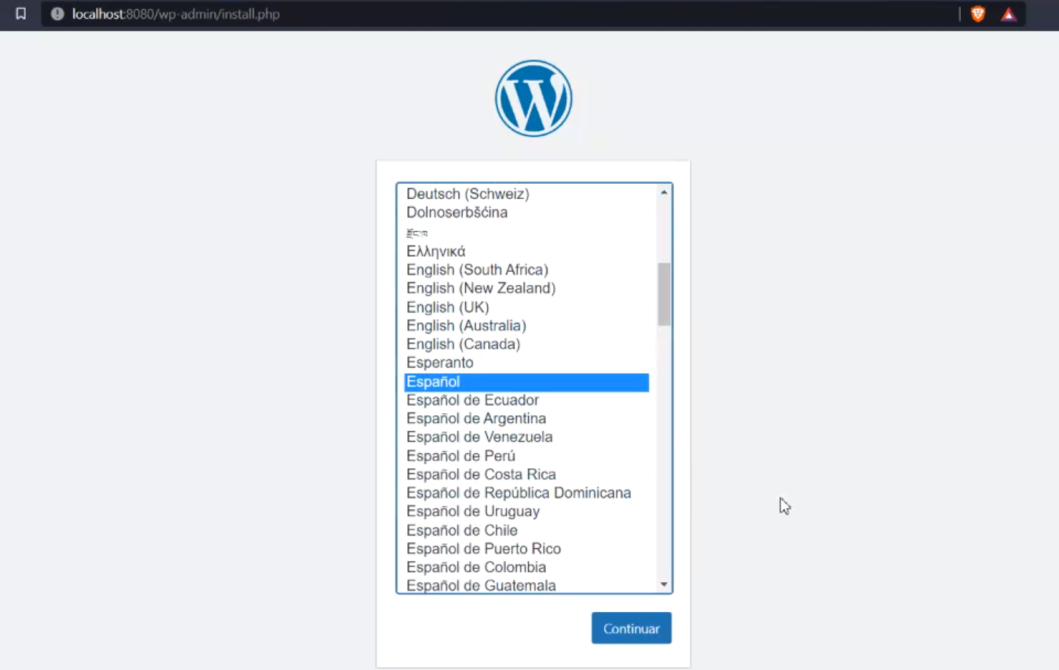 localhost:8080/wp-admin/install.php
Deutsch (Schweiz)
Dolnoserbšćina
Ελληνικά
English (South Africa)
English (New Zealand)
English (UK)
English (Australia)
English (Canada)
Esperanto
Español
Español de Ecuador
Español de Argentina
Español de Venezuela
Español de Perú
Español de Costa Rica
Español de República Dominicana
Español de Uruguay
Español de Chile
Español de Puerto Rico
Español de Colombia
Español de Guatemala
Continuar